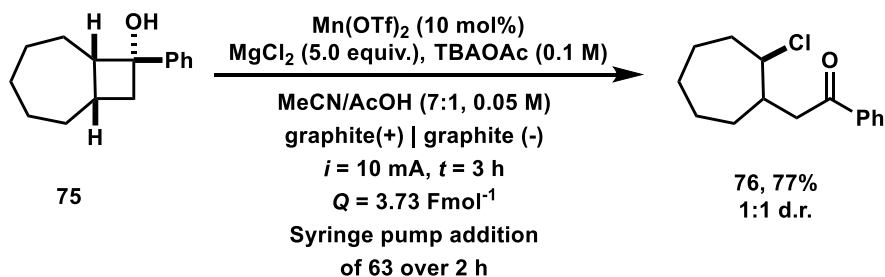 H
OH
Ph
H
75
Mn(OTf)₂ (10 mol%)
MgCl₂ (5.0 equiv.), TBAOAc (0.1 M)
MeCN/AcOH (7:1, 0.05 M)
graphite(+) | graphite (-)
i = 10 mA, t = 3 h
Q = 3.73 Fmol⁻¹
Syringe pump addition
of 63 over 2 h
Cl
O
Ph
76, 77%
1:1 d.r.